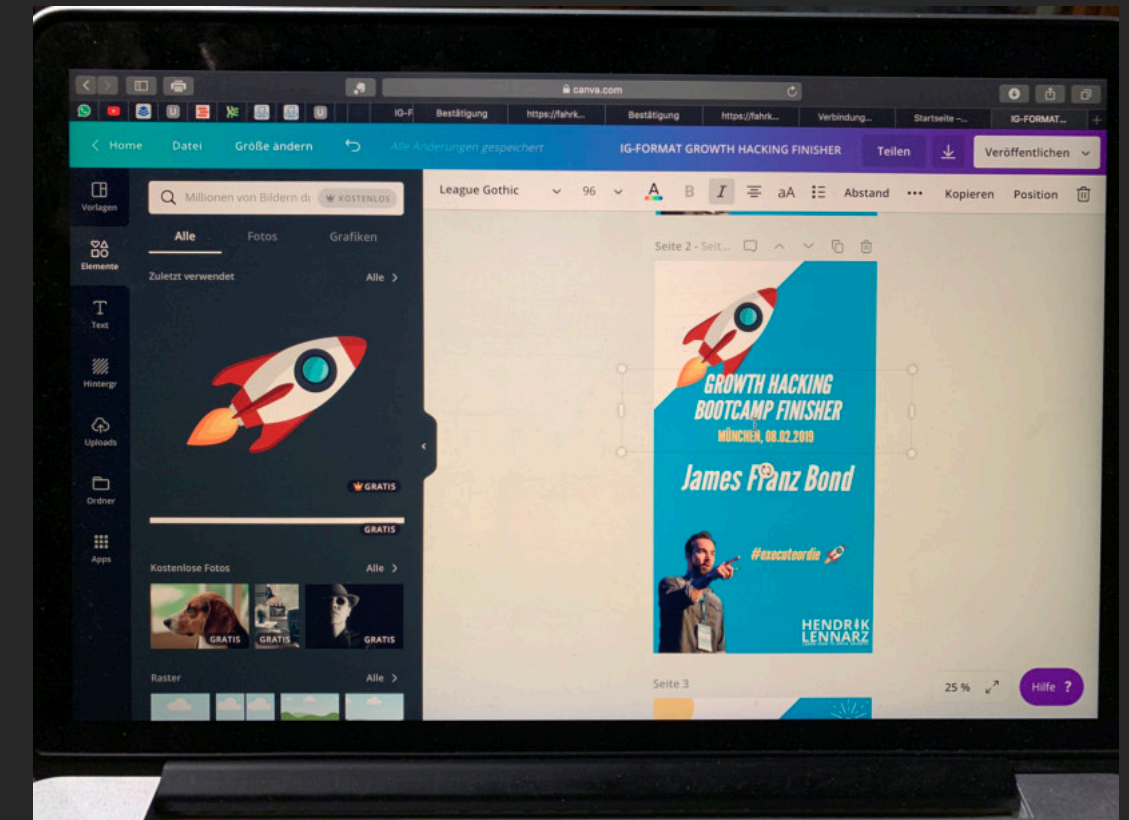 canva.com
IG-F
Bestätigung
https://fahrk...
Bestätigung
https://fahrk...
Verbindung...
Startseite –...
IG-FORMAT...
Home
Datei
Größe ändern
Alle Änderungen gespeichert
IG-FORMAT GROWTH HACKING FINISHER
Teilen
Veröffentlichen
Vorlagen
Elemente
Text
Hintergr
Uploads
Ordner
Apps
Millionen von Bildern du
KOSTENLOS
Alle
Fotos
Grafiken
Zuletzt verwendet
Alle >
GRATIS
GRATIS
Kostenlose Fotos
Alle >
GRATIS
GRATIS
GRATIS
Raster
Alle >
League Gothic
96
A
B
I
aA
Abstand
Kopieren
Position
Seite 2 - Seit...
GROWTH HACKING
BOOTCAMP FINISHER
MÜNCHEN, 08.02.2019
James Franz Bond
#executeordie
HENDRIK
LENNARZ
Seite 3
25 %
Hilfe ?